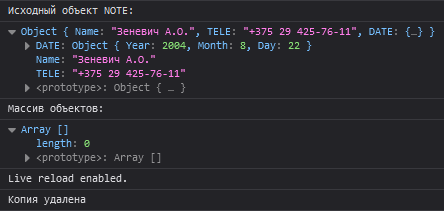 Исходный объект NOTE:
Object { Name: "Зеневич А.О.", TELE: "+375 29 425-76-11", DATE: {…} }
DATE: Object { Year: 2004, Month: 8, Day: 22 }
Name: "Зеневич А.О."
TELE: "+375 29 425-76-11"
<prototype>: Object { … }
Массив объектов:
Array []
length: 0
<prototype>: Array []
Live reload enabled.
Копия удалена